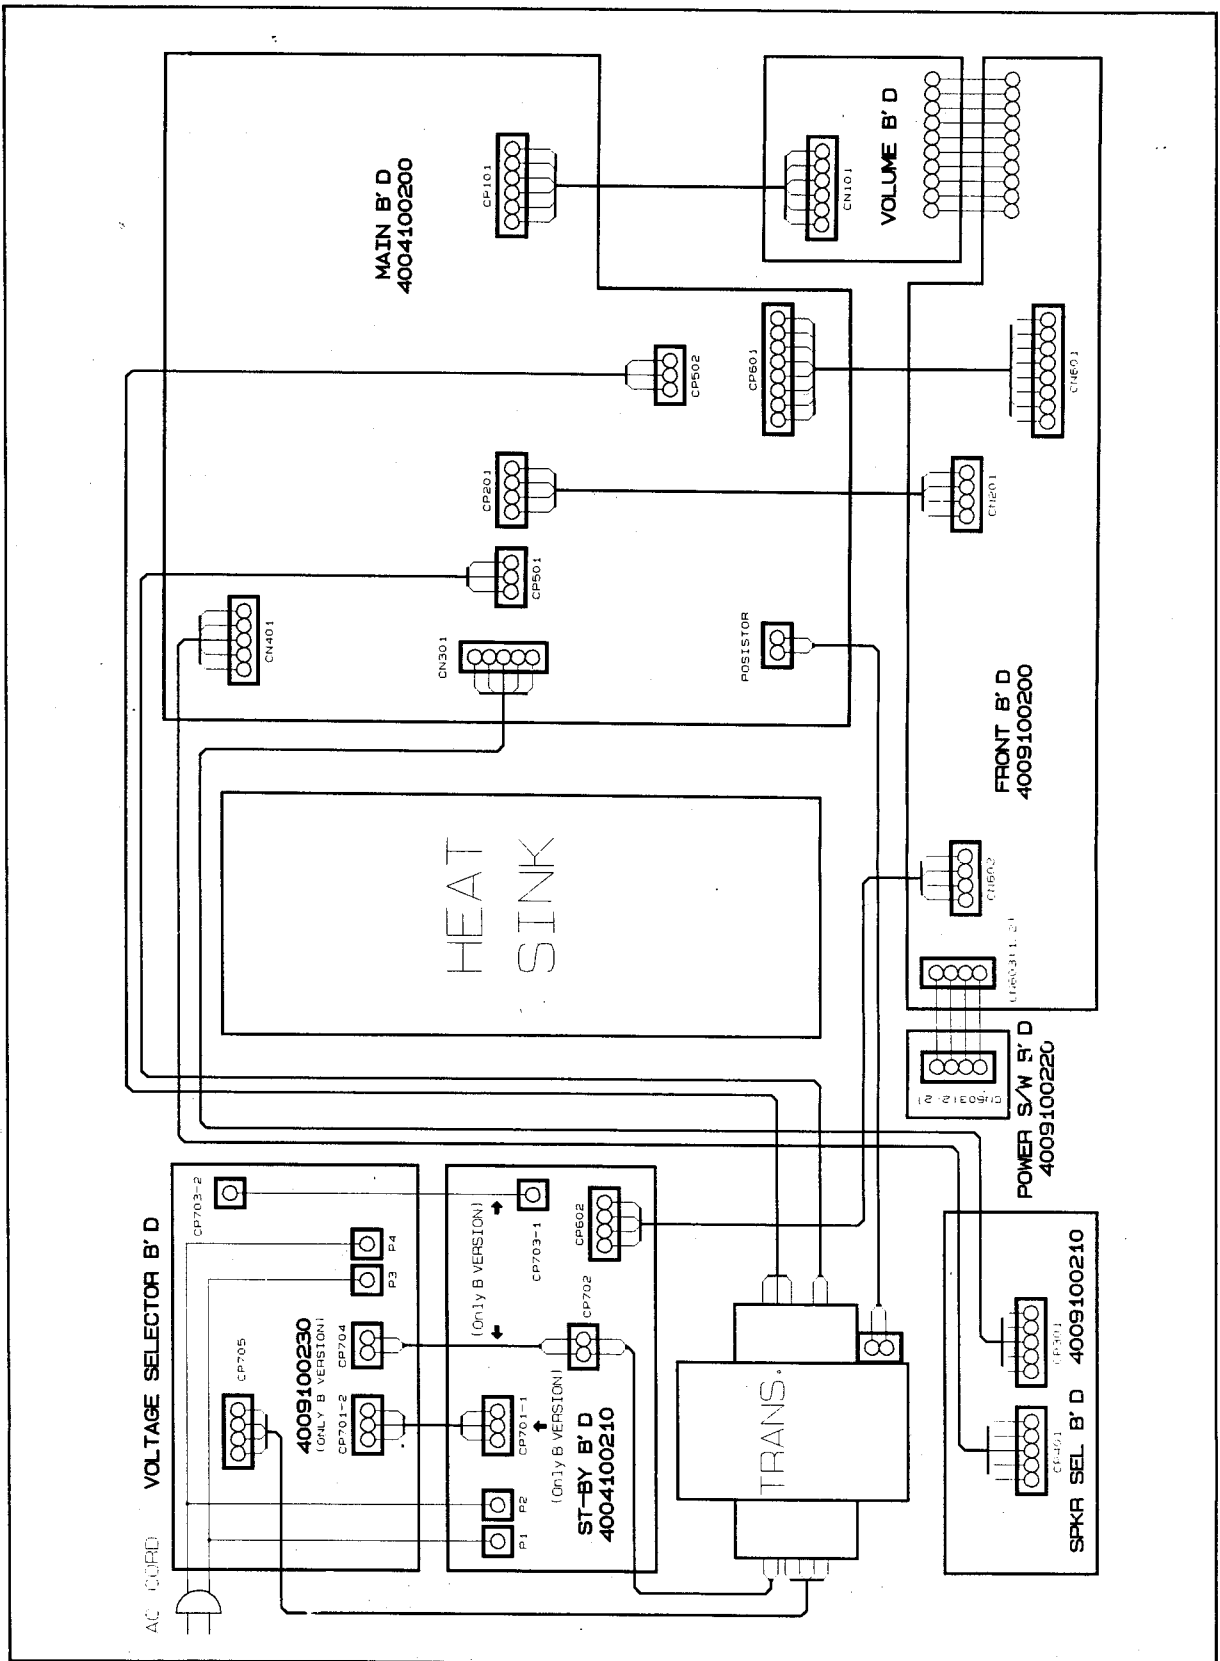 AC CORD
VOLTAGE SELECTOR B'D
4009100230
(ONLY B VERSION)
CP705
CP701-2
CP704
P3
P4
CP703-2
P1
P2
CP701-1
(Only B VERSION)
ST-BY B'D
4004100210
CP702
(Only B VERSION)
CP703-1
CP602
TRANS.
SPKR SEL B'D 4009100210
CP401
CP301
POWER S/W B'D
4009100220
HEAT
SINK
MAIN B'D
4004100200
CN401
CN301
CP501
CP201
CP502
CP101
POSISTOR
CP601
FRONT B'D
4009100200
CN602
CN201
CN601
VOLUME B'D
CN101